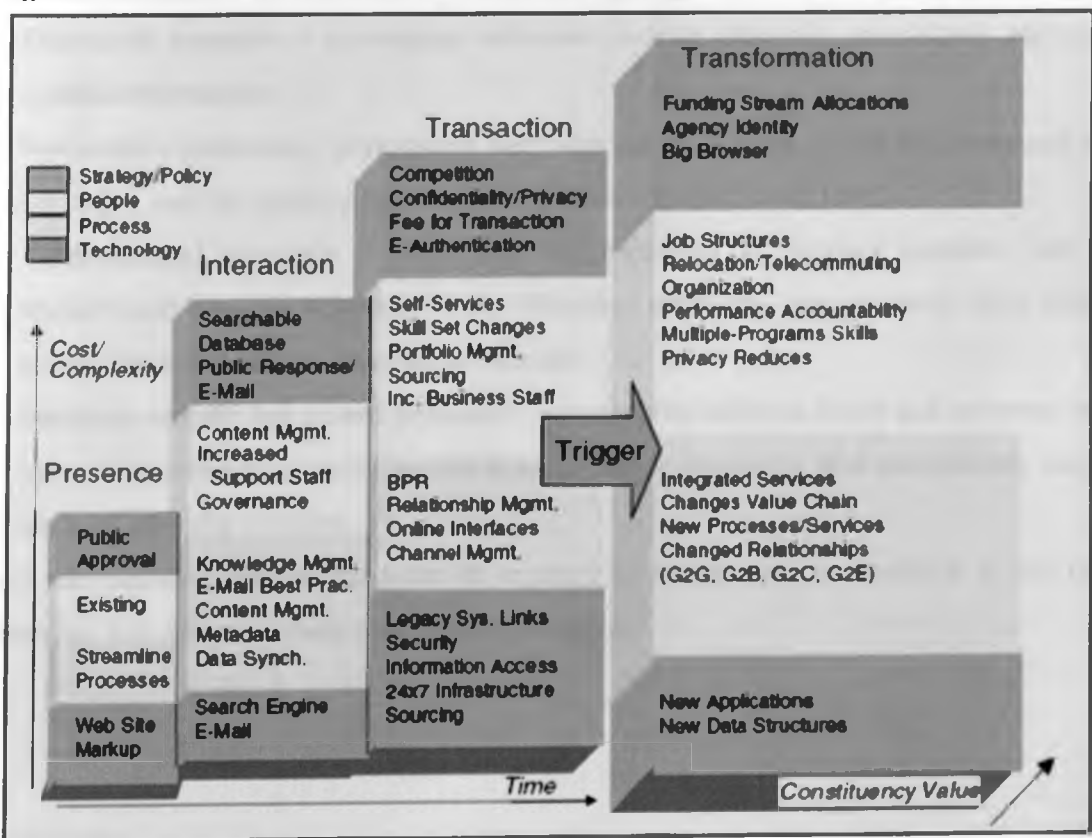 Strategy/Policy
People
Process
Technology
Cost/
Complexity
Presence
Public
Approval
Existing
Streamline
Processes
Web Site
Markup
Interaction
Searchable
Database
Public Response/
E-Mail
Content Mgmt.
Increased
Support Staff
Governance
Knowledge Mgmt.
E-Mail Best Prac.
Content Mgmt.
Metadata
Data Synch.
Search Engine
E-Mail
Transaction
Competition
Confidentiality/Privacy
Fee for Transaction
E-Authentication
Self-Services
Skill Set Changes
Portfolio Mgmt.
Sourcing
Inc. Business Staff
BPR
Relationship Mgmt.
Online Interfaces
Channel Mgmt.
Legacy Sys. Links
Security
Information Access
24x7 Infrastructure
Sourcing
Trigger
Transformation
Funding Stream Allocations
Agency Identity
Big Browser
Job Structures
Relocation/Telecommuting
Organization
Performance Accountability
Multiple-Programs Skills
Privacy Reduces
Integrated Services
Changes Value Chain
New Processes/Services
Changed Relationships
(G2G, G2B, G2C, G2E)
New Applications
New Data Structures
Time
Constituency Value